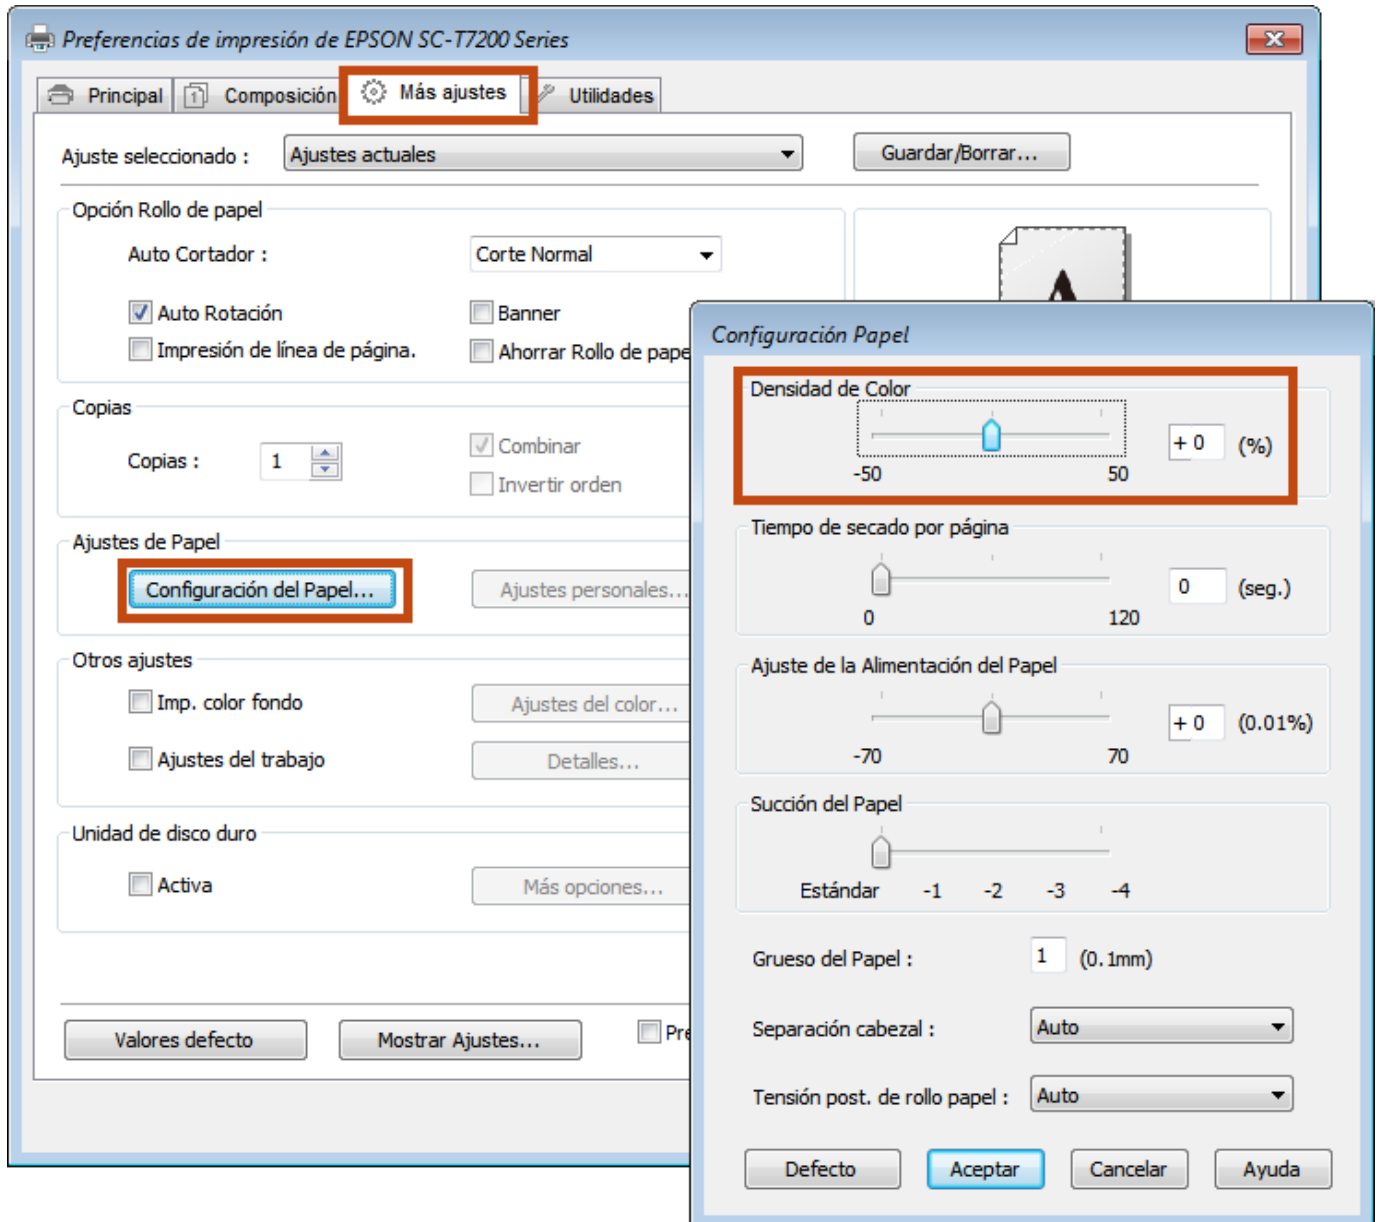 Preferencias de impresión de EPSON SC-T7200 Series
Principal
Composición
Más ajustes
Utilidades
Ajuste seleccionado :
Ajustes actuales
Guardar/Borrar...
Opción Rollo de papel
Auto Cortador :
Corte Normal
Auto Rotación
Banner
Impresión de línea de página.
Ahorrar Rollo de pape
Copias
Copias :
1
Combinar
Invertir orden
Ajustes de Papel
Configuración del Papel...
Ajustes personales...
Otros ajustes
Imp. color fondo
Ajustes del color...
Ajustes del trabajo
Detalles...
Unidad de disco duro
Activa
Más opciones...
Valores defecto
Mostrar Ajustes...
Pre
Configuración Papel
Densidad de Color
+ 0 (%)
-50 50
Tiempo de secado por página
0 (seg.)
0 120
Ajuste de la Alimentación del Papel
+ 0 (0.01%)
-70 70
Succión del Papel
Estándar -1 -2 -3 -4
Grueso del Papel : 1 (0.1mm)
Separación cabezal : Auto
Tensión post. de rollo papel : Auto
Defecto
Aceptar
Cancelar
Ayuda